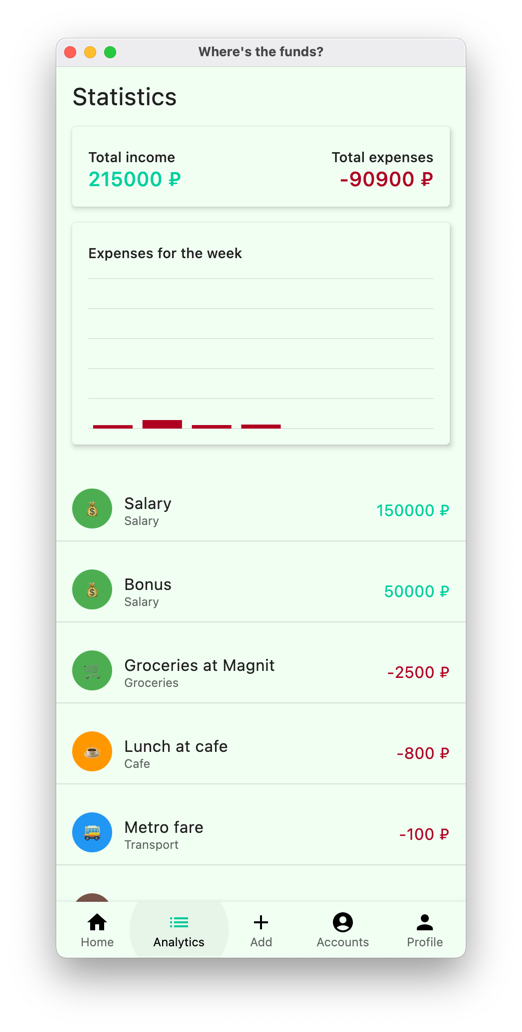 Where's the funds?
Statistics
Total income
Total expenses
215000 ₽
-90900 ₽
Expenses for the week
Salary
Salary
150000 ₽
Bonus
Salary
50000 ₽
Groceries at Magnit
Groceries
-2500 ₽
Lunch at cafe
Cafe
-800 ₽
Metro fare
Transport
-100 ₽
Home
Analytics
Add
Accounts
Profile